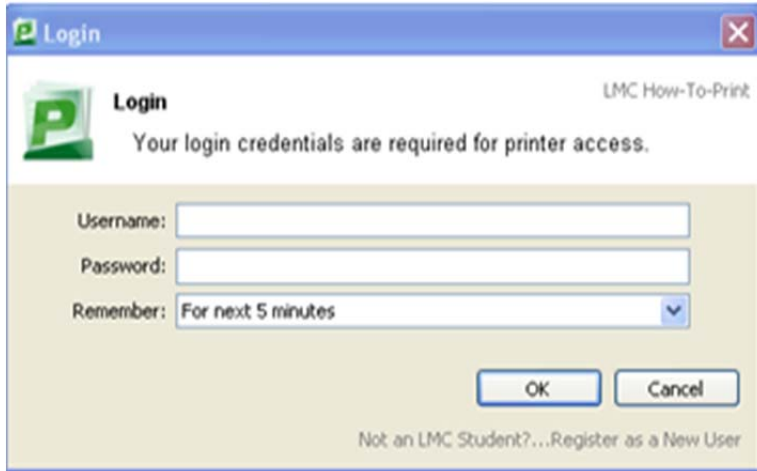 Login
LMC How-To-Print
Login
Your login credentials are required for printer access.
Username:
Password:
Remember: For next 5 minutes
OK Cancel
Not an LMC Student?...Register as a New User